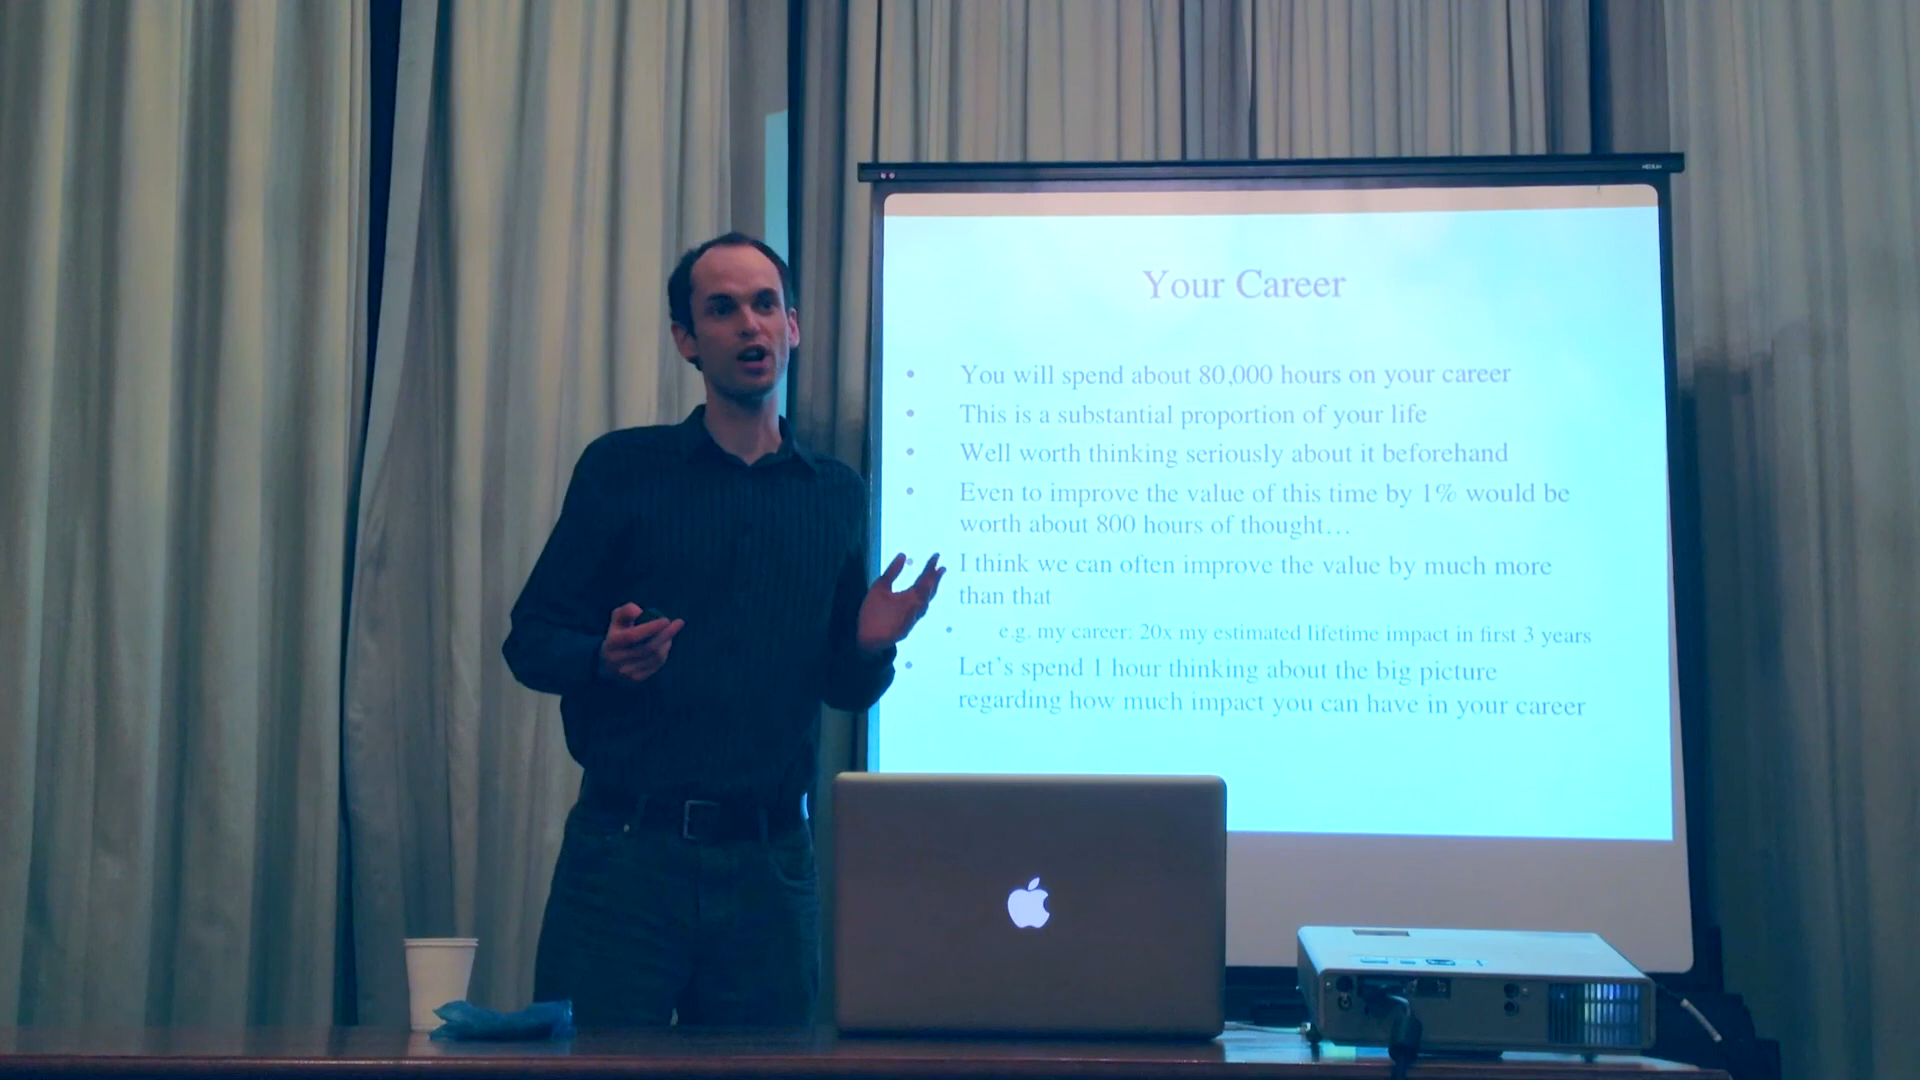 Your Career
• You will spend about 80,000 hours on your career
• This is a substantial proportion of your life
• Well worth thinking seriously about it beforehand
• Even to improve the value of this time by 1% would be
worth about 800 hours of thought…
• I think we can often improve the value by much more
than that
• e.g. my career: 20x my estimated lifetime impact in first 3 years
• Let's spend 1 hour thinking about the big picture
regarding how much impact you can have in your career